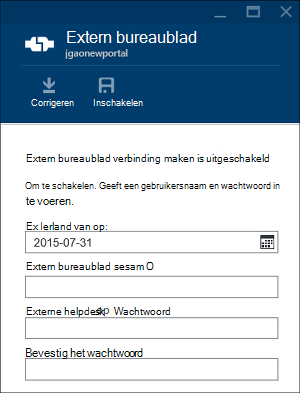 Extern bureaublad
jgaonewportal
Corrigeren Inschakelen
Extern bureaublad verbinding maken is uitgeschakeld
Om te schakelen. Geeft een gebruikersnaam en wachtwoord in
te voeren.
Ex lerland van op:
2015-07-31
Extern bureaublad sesam O
Externe helpdesk op Wachtwoord
Bevestig het wachtwoord